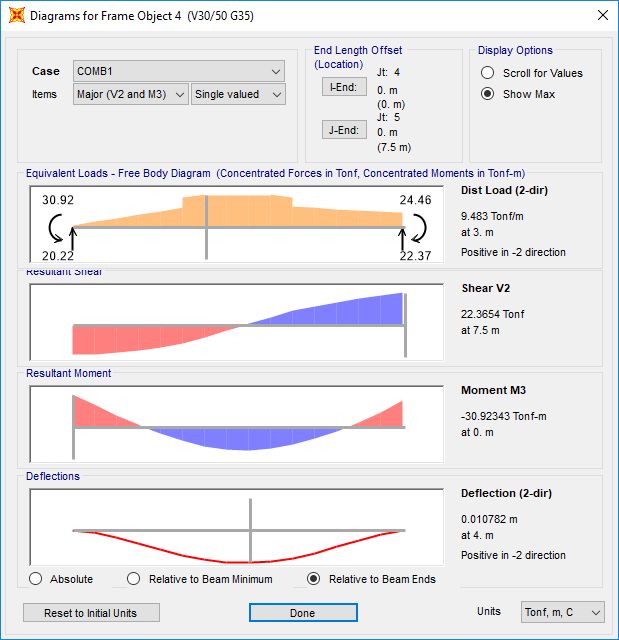 Diagrams for Frame Object 4 (V30/50 G35)
Case
COMB1
Items
Major (V2 and M3)
Single valued
End Length Offset
(Location)
I-End:
Jt: 4
0. m
(0. m)
J-End:
Jt: 5
0. m
(7.5 m)
Display Options
Scroll for Values
Show Max
Equivalent Loads - Free Body Diagram (Concentrated Forces in Tonf, Concentrated Moments in Tonf-m)
30.92
24.46
20.22
22.37
Dist Load (2-dir)
9.483 Tonf/m
at 3. m
Positive in -2 direction
Resultant Shear
Shear V2
22.3654 Tonf
at 7.5 m
Resultant Moment
Moment M3
-30.92343 Tonf-m
at 0. m
Deflections
Deflection (2-dir)
0.010782 m
at 4. m
Positive in -2 direction
Absolute
Relative to Beam Minimum
Relative to Beam Ends
Reset to Initial Units
Done
Units
Tonf, m, C